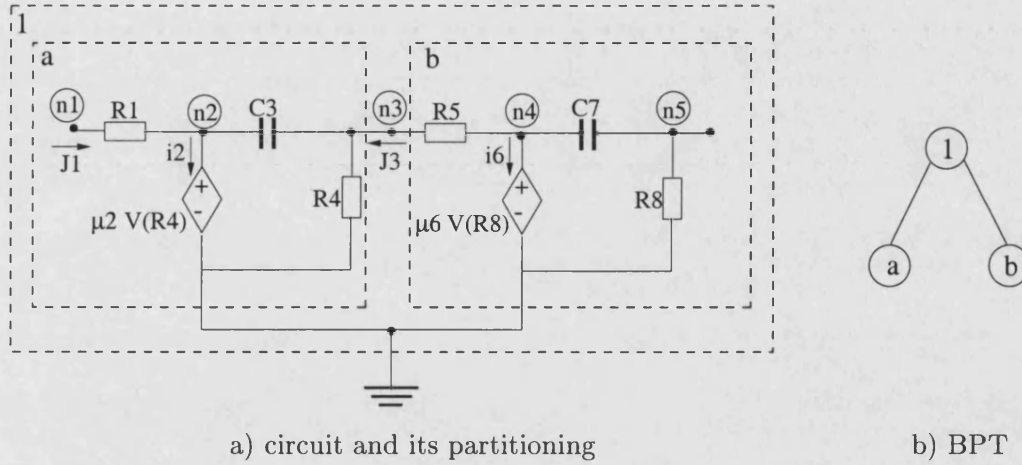 1
a
b
n1
R1
n2
C3
n3
R5
n4
C7
n5
J1
i2
J3
i6
1
μ2 V(R4)
R4
μ6 V(R8)
R8
+
-
+
-
a
b
a) circuit and its partitioning
b) BPT